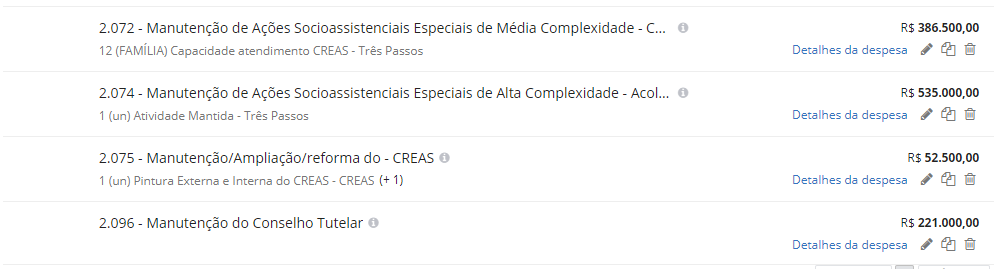 2.072 - Manutenção de Ações Socioassistenciais Especiais de Média Complexidade - C... R$ 386.500,00
12 (FAMÍLIA) Capacidade atendimento CREAS - Três Passos Detalhes da despesa
2.074 - Manutenção de Ações Socioassistenciais Especiais de Alta Complexidade - Acol... R$ 535.000,00
1 (un) Atividade Mantida - Três Passos Detalhes da despesa
2.075 - Manutenção/Ampliação/reforma do - CREAS R$ 52.500,00
1 (un) Pintura Externa e Interna do CREAS - CREAS (+ 1) Detalhes da despesa
2.096 - Manutenção do Conselho Tutelar R$ 221.000,00
Detalhes da despesa